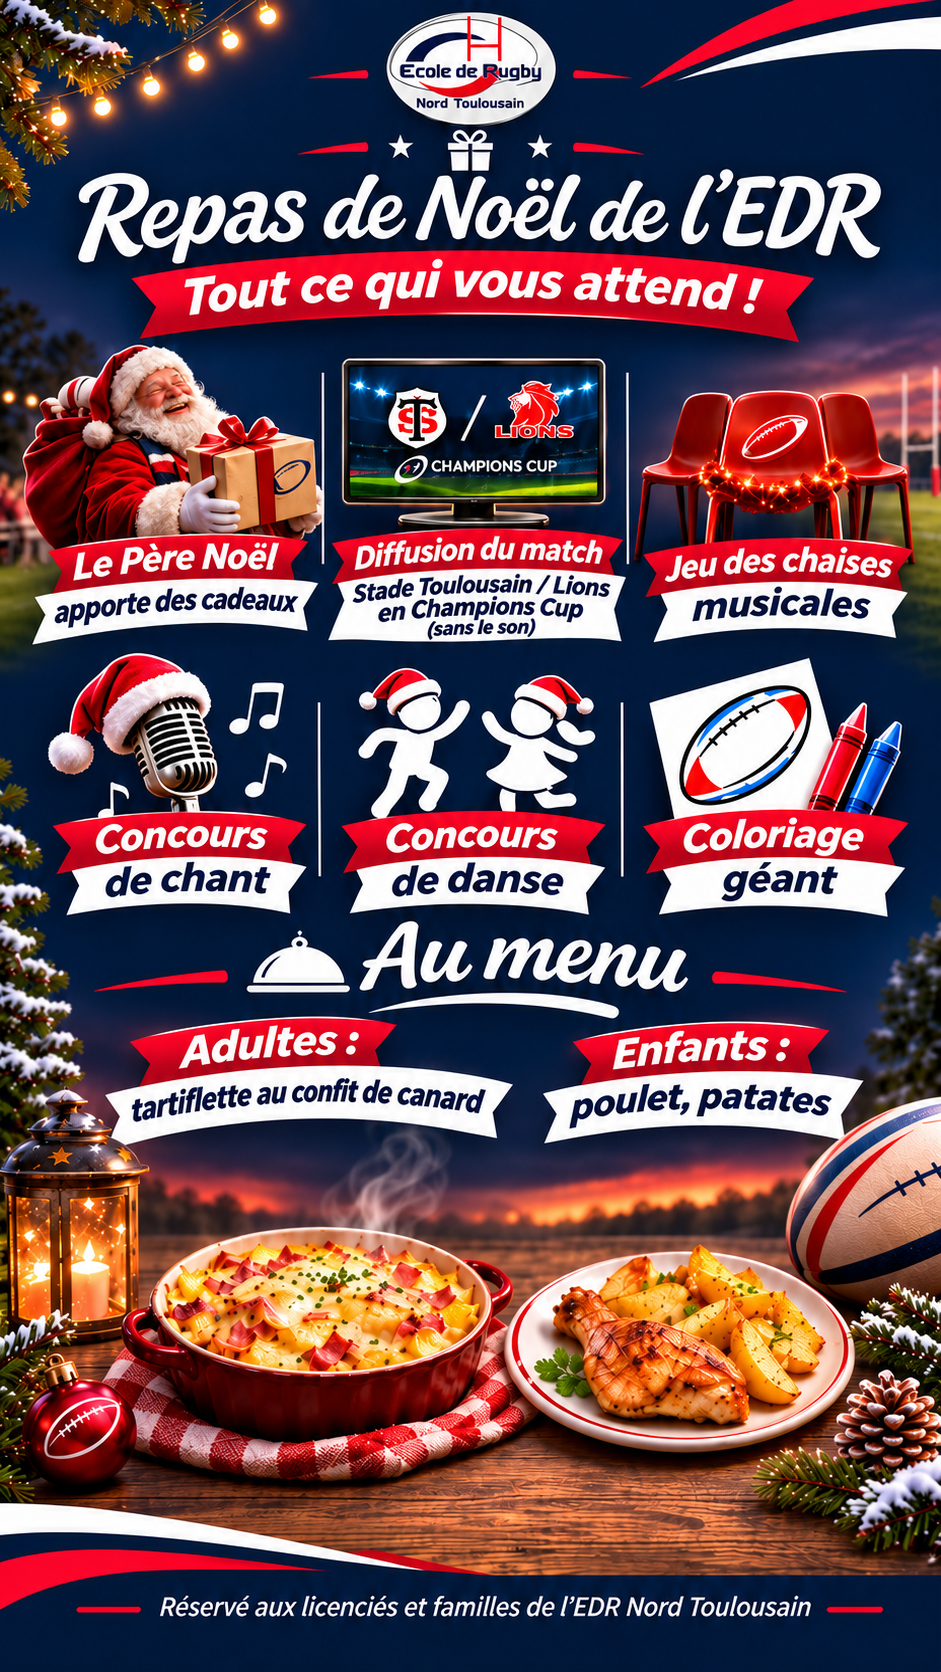 Ecole de Rugby
Nord Toulousain
Repas de Noël de l'EDR
Tout ce qui vous attend !
ST
/
LIONS
CHAMPIONS CUP
Le Père Noël
apporte des cadeaux
Diffusion du match
Stade Toulousain / Lions
en Champions Cup
(sans le son)
Jeu des chaises
musicales
Concours
de chant
Concours
de danse
Coloriage
géant
Au menu
Adultes :
tartiflette au confit de canard
Enfants :
poulet, patates
Réservé aux licenciés et familles de l'EDR Nord Toulousain